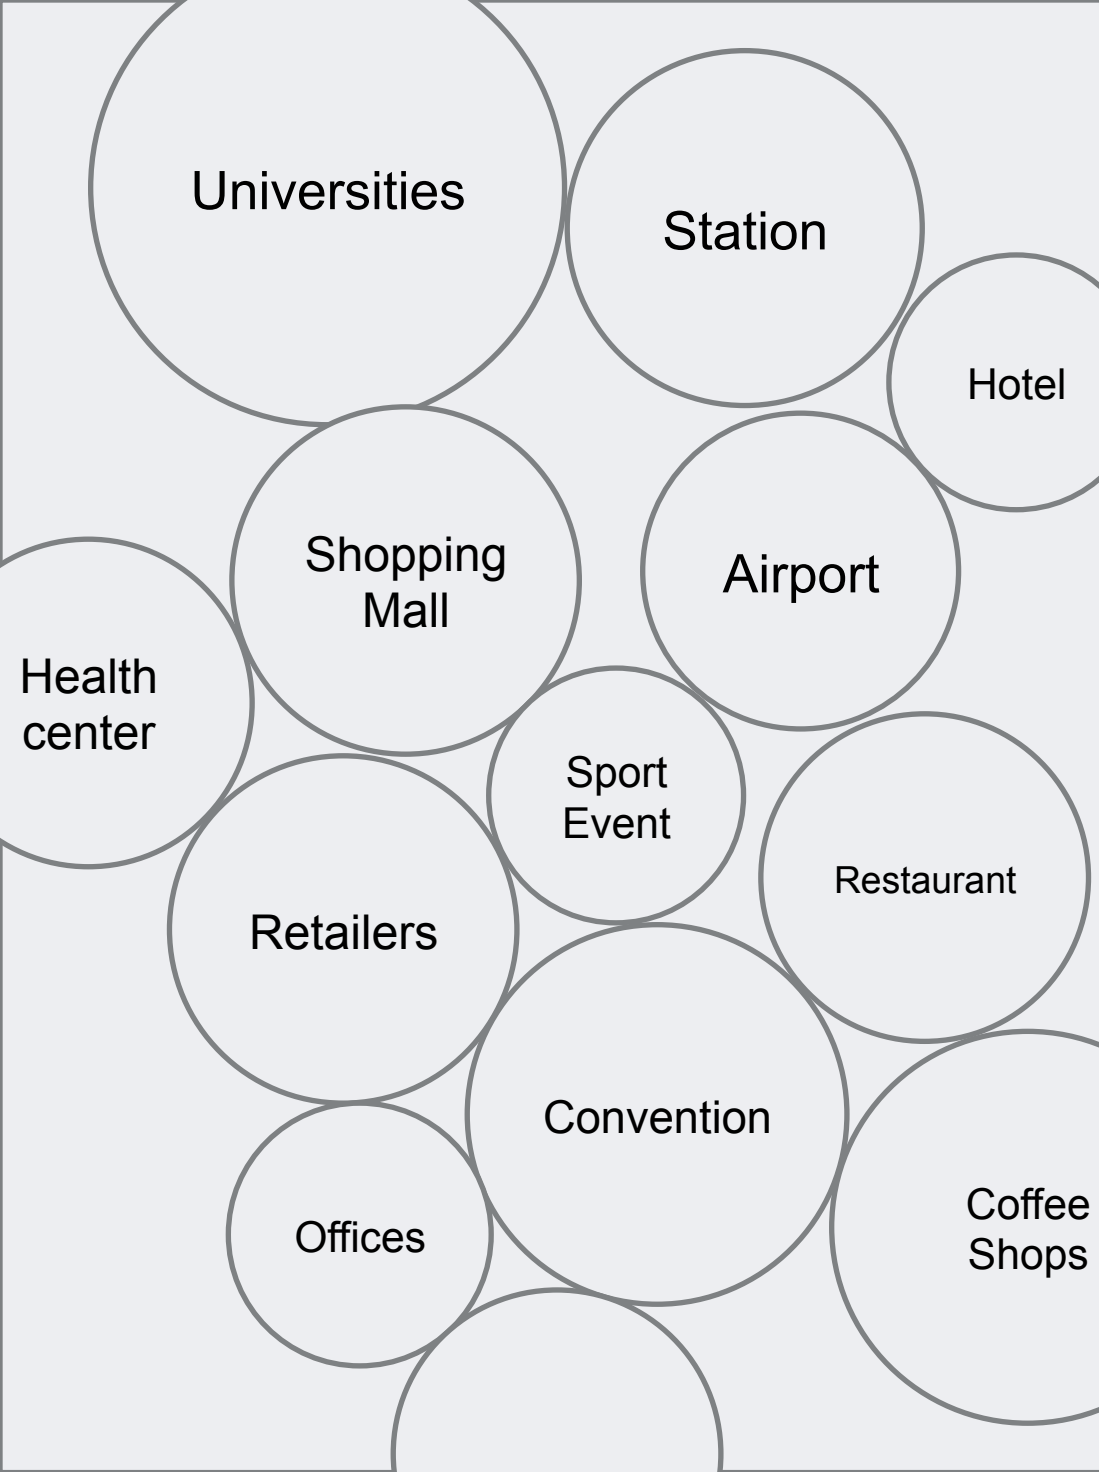 Universities
Station
Hotel
Shopping
Mall
Airport
Health
center
Sport
Event
Restaurant
Retailers
Convention
Coffee
Shops
Offices